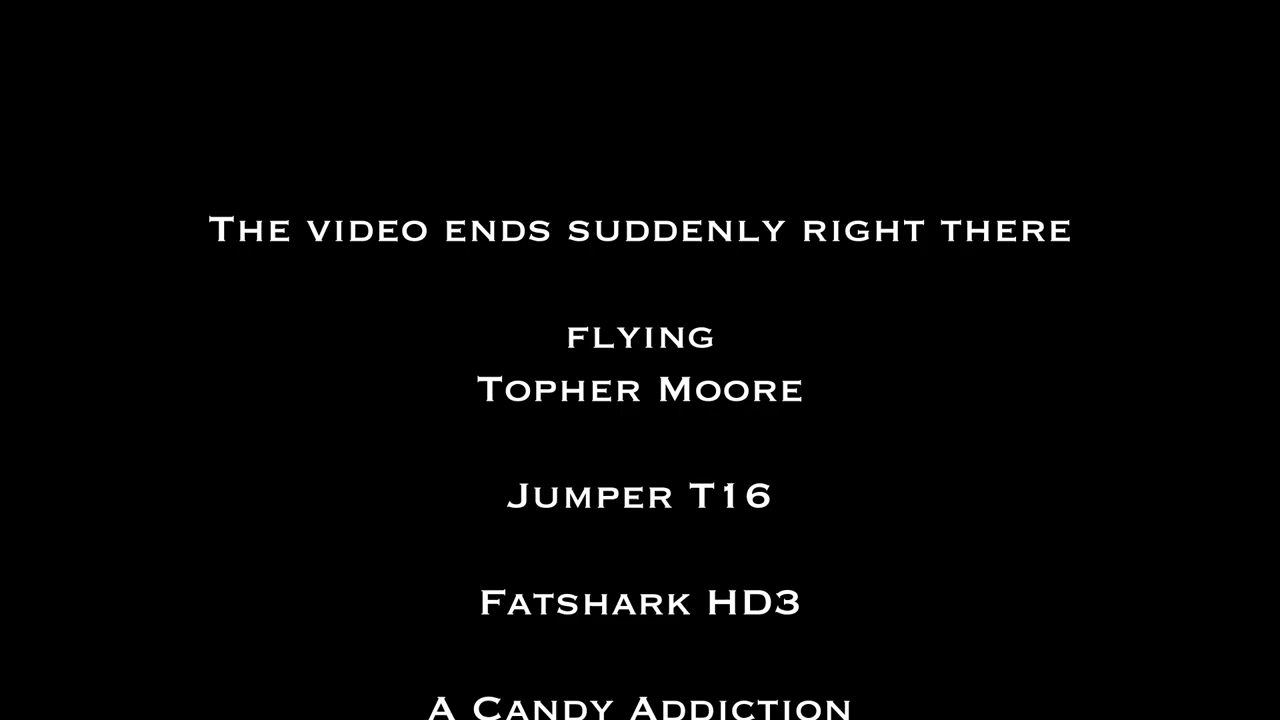 The video ends suddenly right there
flying
Topher Moore
Jumper T16
Fatshark HD3
A Candy Addiction